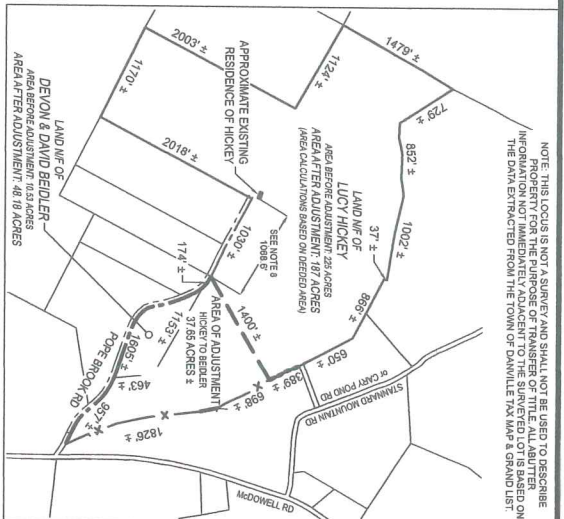 NOTE: THIS LOCUS IS NOT A SURVEY AND SHALL NOT BE USED TO DESCRIBE
PROPERTY FOR THE PURPOSE OF TRANSFER OF TITLE. ALL ABUTTER
INFORMATION NOT IMMEDIATELY ADJACENT TO THE SURVEYED LOT IS BASED ON
THE DATA EXTRACTED FROM THE TOWN OF DANVILLE TAX MAP & GRAND LIST.
1479' ±
729' ±
852' ±
1002' ±
1124' ±
2003' ±
1170' ±
2018' ±
APPROXIMATE EXISTING
RESIDENCE OF HICKEY
LAND N/F OF
LUCY HICKEY
AREA BEFORE ADJUSTMENT: 225 ACRES
AREA AFTER ADJUSTMENT: 187 ACRES
(AREA CALCULATIONS BASED ON DEEDED AREA)
37' ±
866' ±
650' ±
389' ±
STANNARD MOUNTAIN RD
or CARY POND RD
SEE NOTE 8
1088.6'
1030' ±
174' ±
1400' ±
698' ±
AREA OF ADJUSTMENT
HICKEY TO BEIDLER
37.65 ACRES ±
1153' ±
1605' ±
463' ±
957' ±
1826' ±
POPE BROOK RD
McDOWELL RD
LAND N/F OF
DEVON & DAVID BEIDLER
AREA BEFORE ADJUSTMENT: 10.53 ACRES
AREA AFTER ADJUSTMENT: 48.18 ACRES